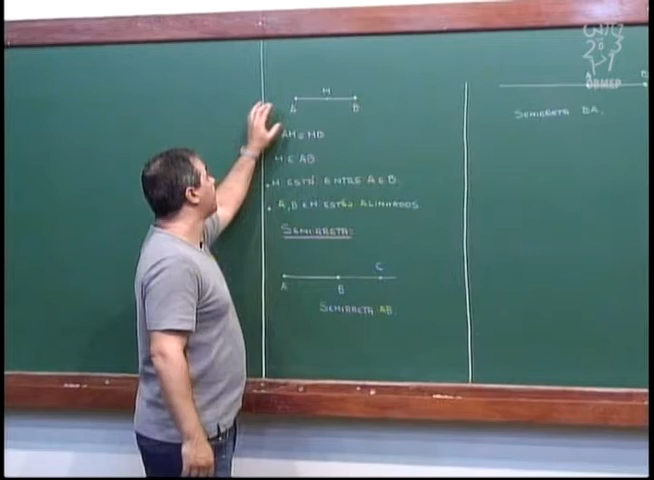 M
A B
AM ≡ MB
M ∈ AB
• M ESTÁ ENTRE A E B.
• A, B E M ESTÃO ALINHADOS
SEMIRRETA:
C
A B
SEMIRRETA AB.
A B
SEMIRRETA BA.
OBMEP